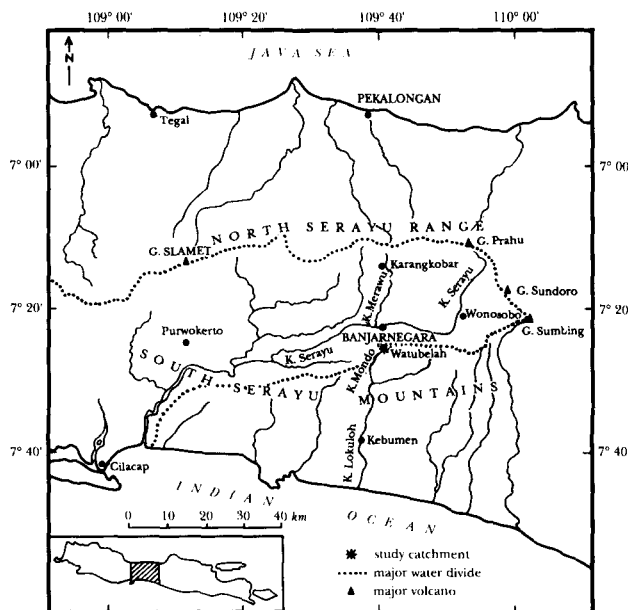 109° 00'
109° 20'
109° 40'
110° 00'
N
JAVA SEA
PEKALONGAN
Tegal
7° 00'
7° 00'
NORTH SERAYU RANGE
G. SLAMET
G. Prahu
Karangkobar
K. Merawu
K. Serayu
G. Sundoro
7° 20'
7° 20'
Wonosobo
G. Sumbing
Purwokerto
BANJARNEGARA
K. Serayu
Watubelah
K. Mondo
SOUTH SERAYU MOUNTAINS
7° 40'
7° 40'
Kebumen
K. Lokuloh
Cilacap
INDIAN OCEAN
0 10 20 30 40 km
study catchment
major water divide
major volcano